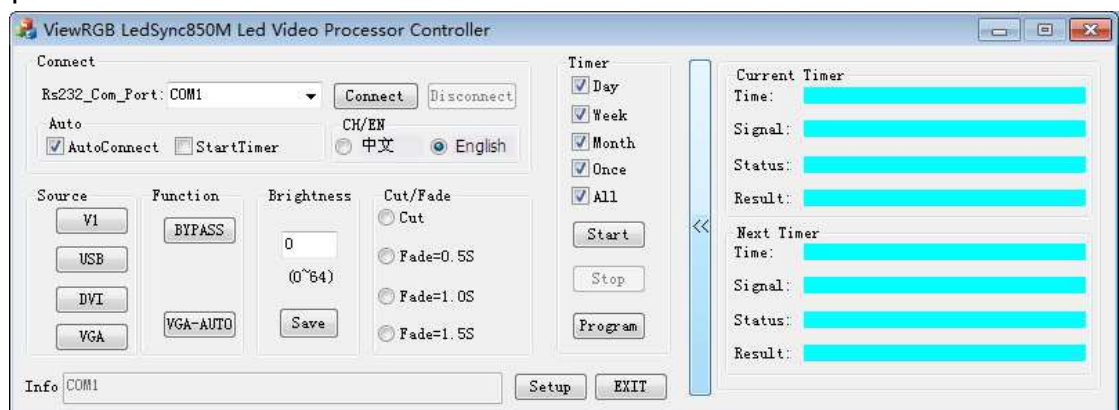 ViewRGB LedSync850M Led Video Processor Controller
Connect
Rs232_Com_Port: COM1
Connect
Disconnect
Auto
AutoConnect
StartTimer
CH/EN
中文
English
Source
V1
USB
DVI
VGA
Function
BYPASS
VGA-AUTO
Brightness
0
(0~64)
Save
Cut/Fade
Cut
Fade=0.5S
Fade=1.0S
Fade=1.5S
Timer
Day
Week
Month
Once
All
Start
Stop
Program
<<
Current Timer
Time:
Signal:
Status:
Result:
Next Timer
Time:
Signal:
Status:
Result:
Info COM1
Setup
EXIT